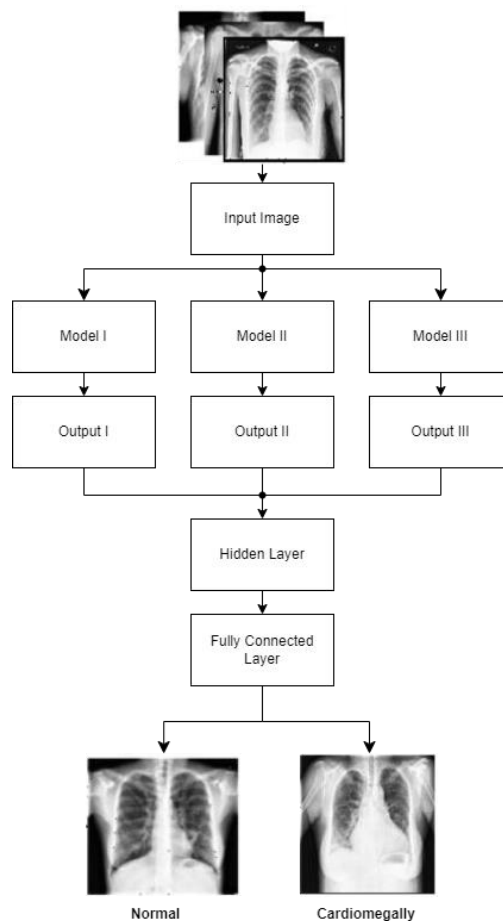 Input Image
Model I
Model II
Model III
Output I
Output II
Output III
Hidden Layer
Fully Connected
Layer
Normal
Cardiomegally